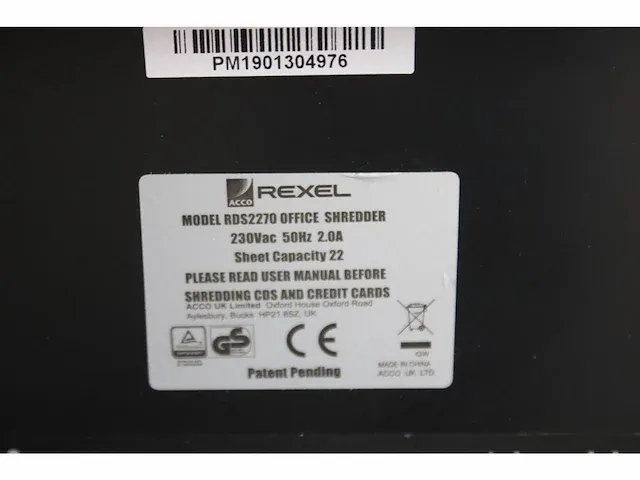 PM1901304976
ACCO REXEL
MODEL RDS2270 OFFICE SHREDDER
230Vac 50Hz 2.0A
Sheet Capacity 22
PLEASE READ USER MANUAL BEFORE
SHREDDING CDS AND CREDIT CARDS
ACCO UK Limited Oxford House Oxford Road
Aylesbury, Bucks HP21 8SZ, UK
GS CE
MADE IN CHINA
ACCO UK LTD.
Patent Pending